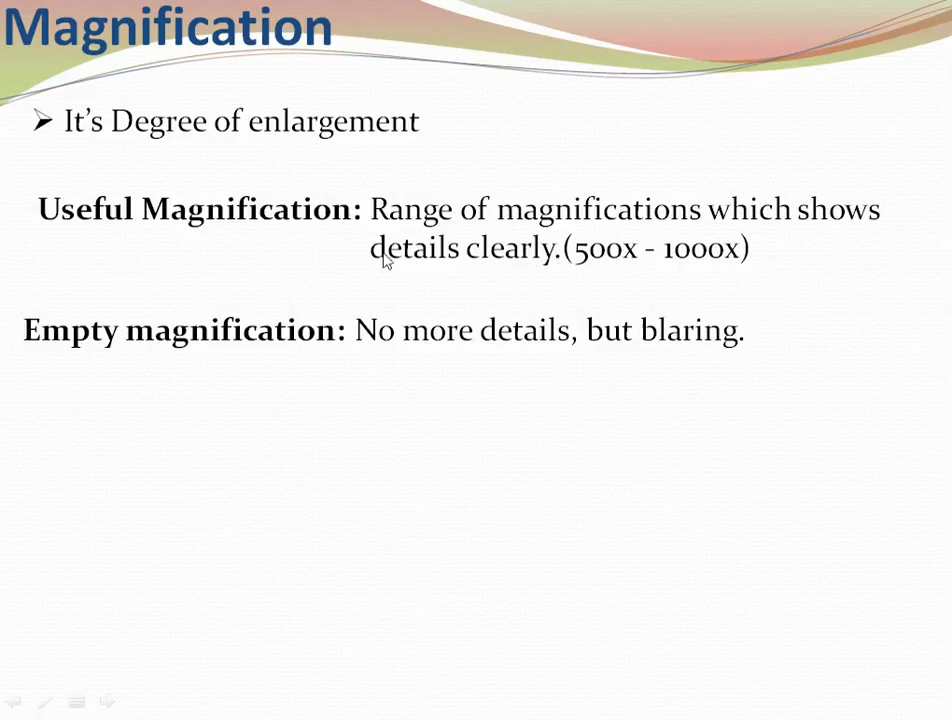 Magnification
It's Degree of enlargement
Useful Magnification: Range of magnifications which shows
details clearly.(500x - 1000x)
Empty magnification: No more details, but blaring.